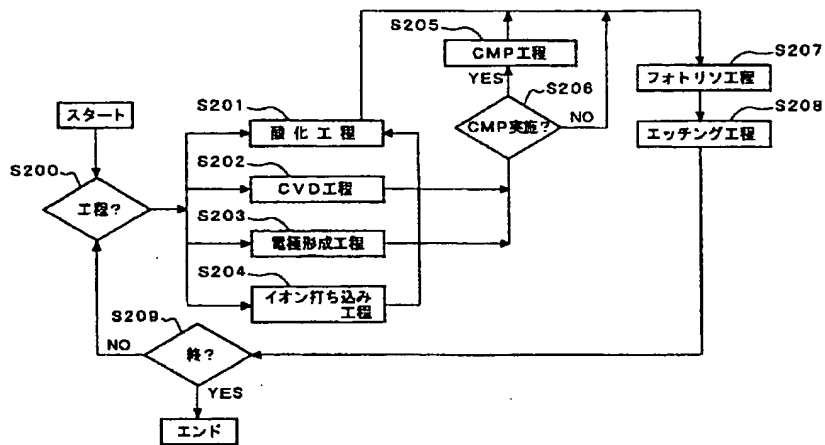 S205
CMP工程
YES
S206
CMP実施?
NO
S207
フォトリソ工程
S208
エッチング工程
スタート
S200
工程?
S201
酸化工程
S202
CVD工程
S203
電極形成工程
S204
イオン打ち込み
工程
S209
NO
終?
YES
エンド